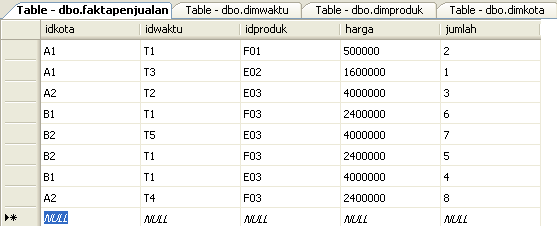 Table - dbo.faktapenjualan Table - dbo.dimwaktu Table - dbo.dimproduk Table - dbo.dimkota
idkota idwaktu idproduk harga jumlah
A1 T1 F01 500000 2
A1 T3 E02 1600000 1
A2 T2 E03 4000000 3
B1 T1 F03 2400000 6
B2 T5 E03 4000000 7
B2 T1 F03 2400000 5
B1 T1 E03 4000000 4
A2 T4 F03 2400000 8
NULL NULL NULL NULL NULL